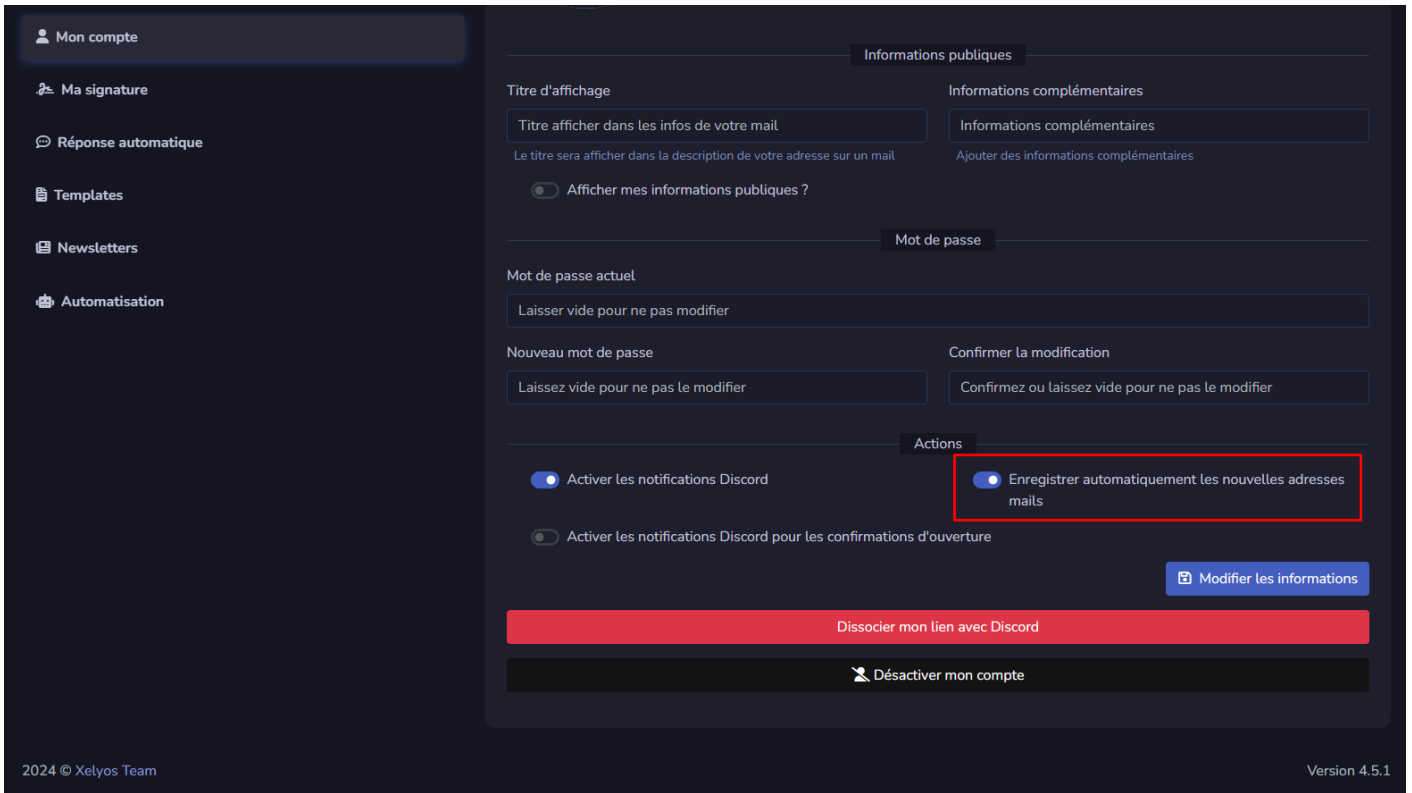 Mon compte
Ma signature
Réponse automatique
Templates
Newsletters
Automatisation
Informations publiques
Titre d'affichage
Informations complémentaires
Titre afficher dans les infos de votre mail
Informations complémentaires
Le titre sera afficher dans la description de votre adresse sur un mail
Ajouter des informations complémentaires
Afficher mes informations publiques ?
Mot de passe
Mot de passe actuel
Laisser vide pour ne pas modifier
Nouveau mot de passe
Confirmer la modification
Laissez vide pour ne pas le modifier
Confirmez ou laissez vide pour ne pas le modifier
Actions
Activer les notifications Discord
Enregistrer automatiquement les nouvelles adresses
mails
Activer les notifications Discord pour les confirmations d'ouverture
Modifier les informations
Dissocier mon lien avec Discord
Désactiver mon compte
2024 © Xelyos Team
Version 4.5.1